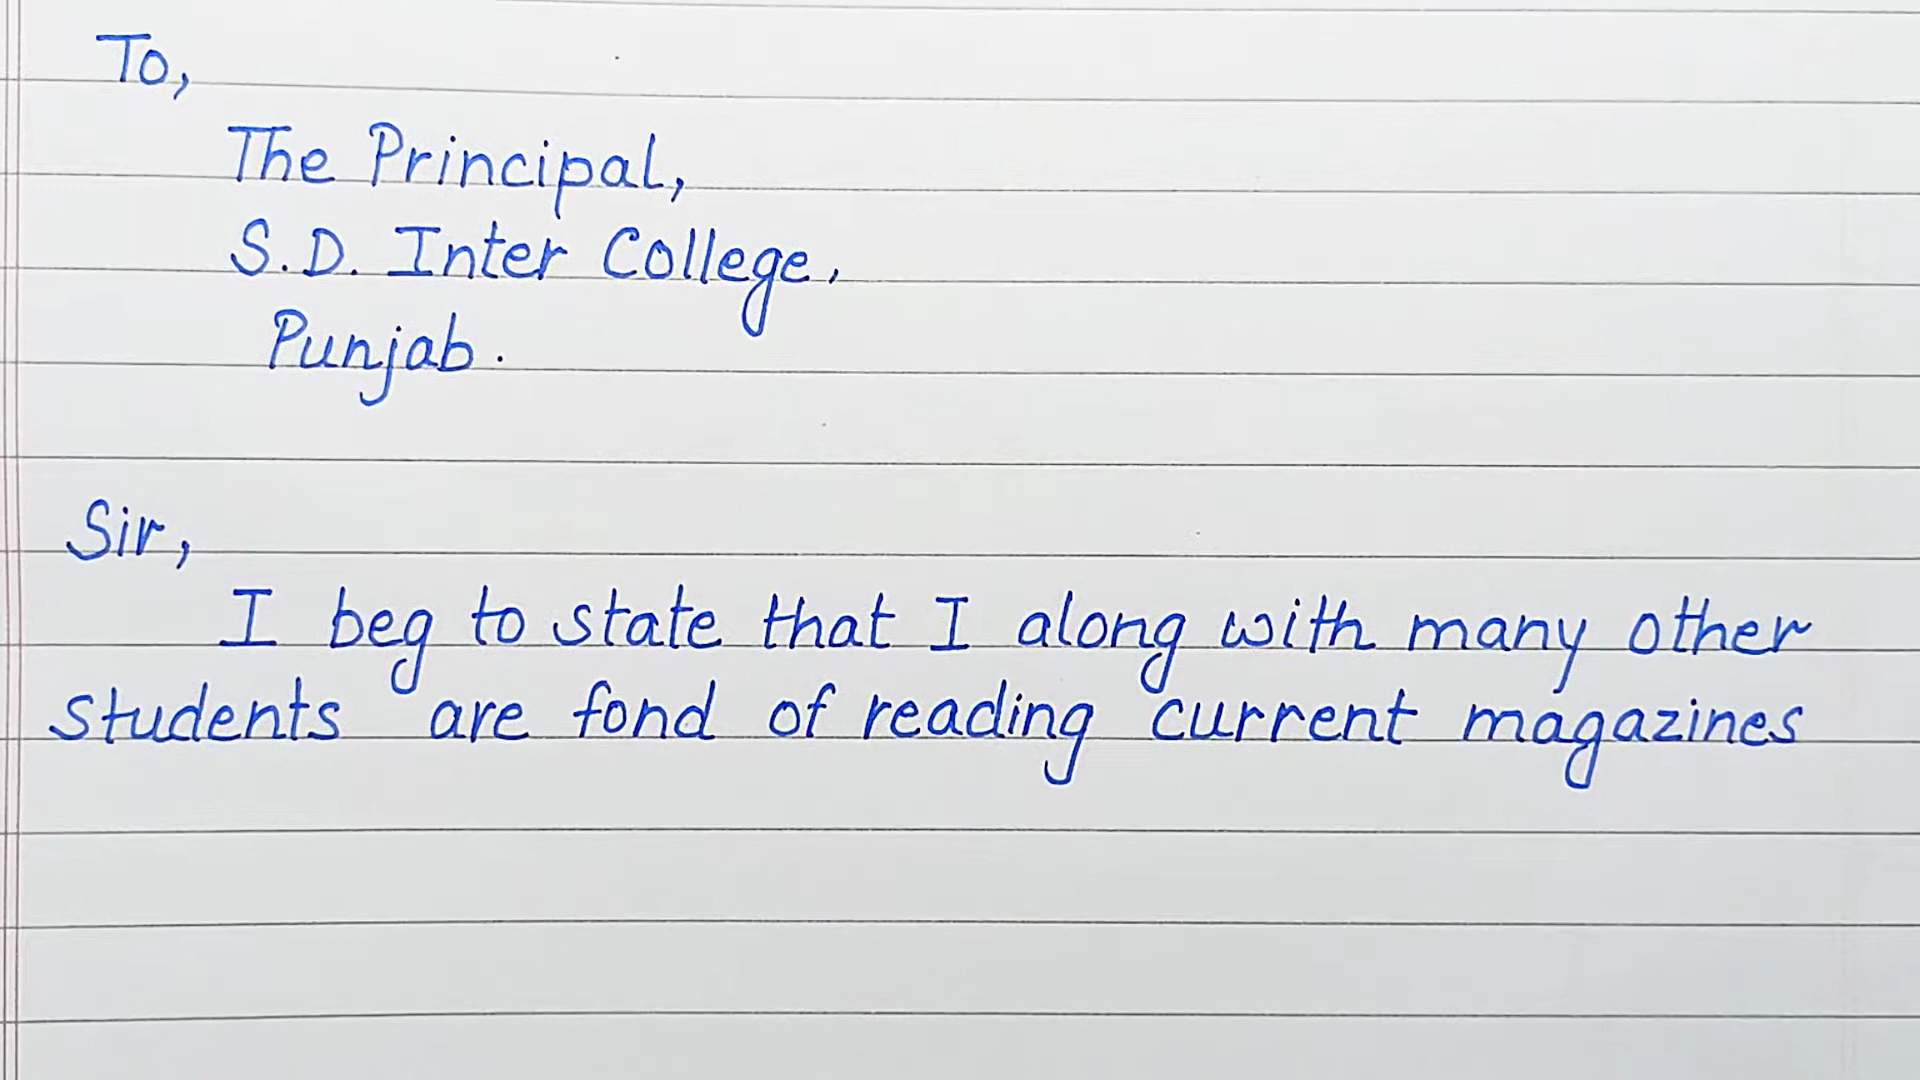 To,
The Principal,
S.D. Inter College,
Punjab.
Sir,
I beg to state that I along with many other
students are fond of reading current magazines